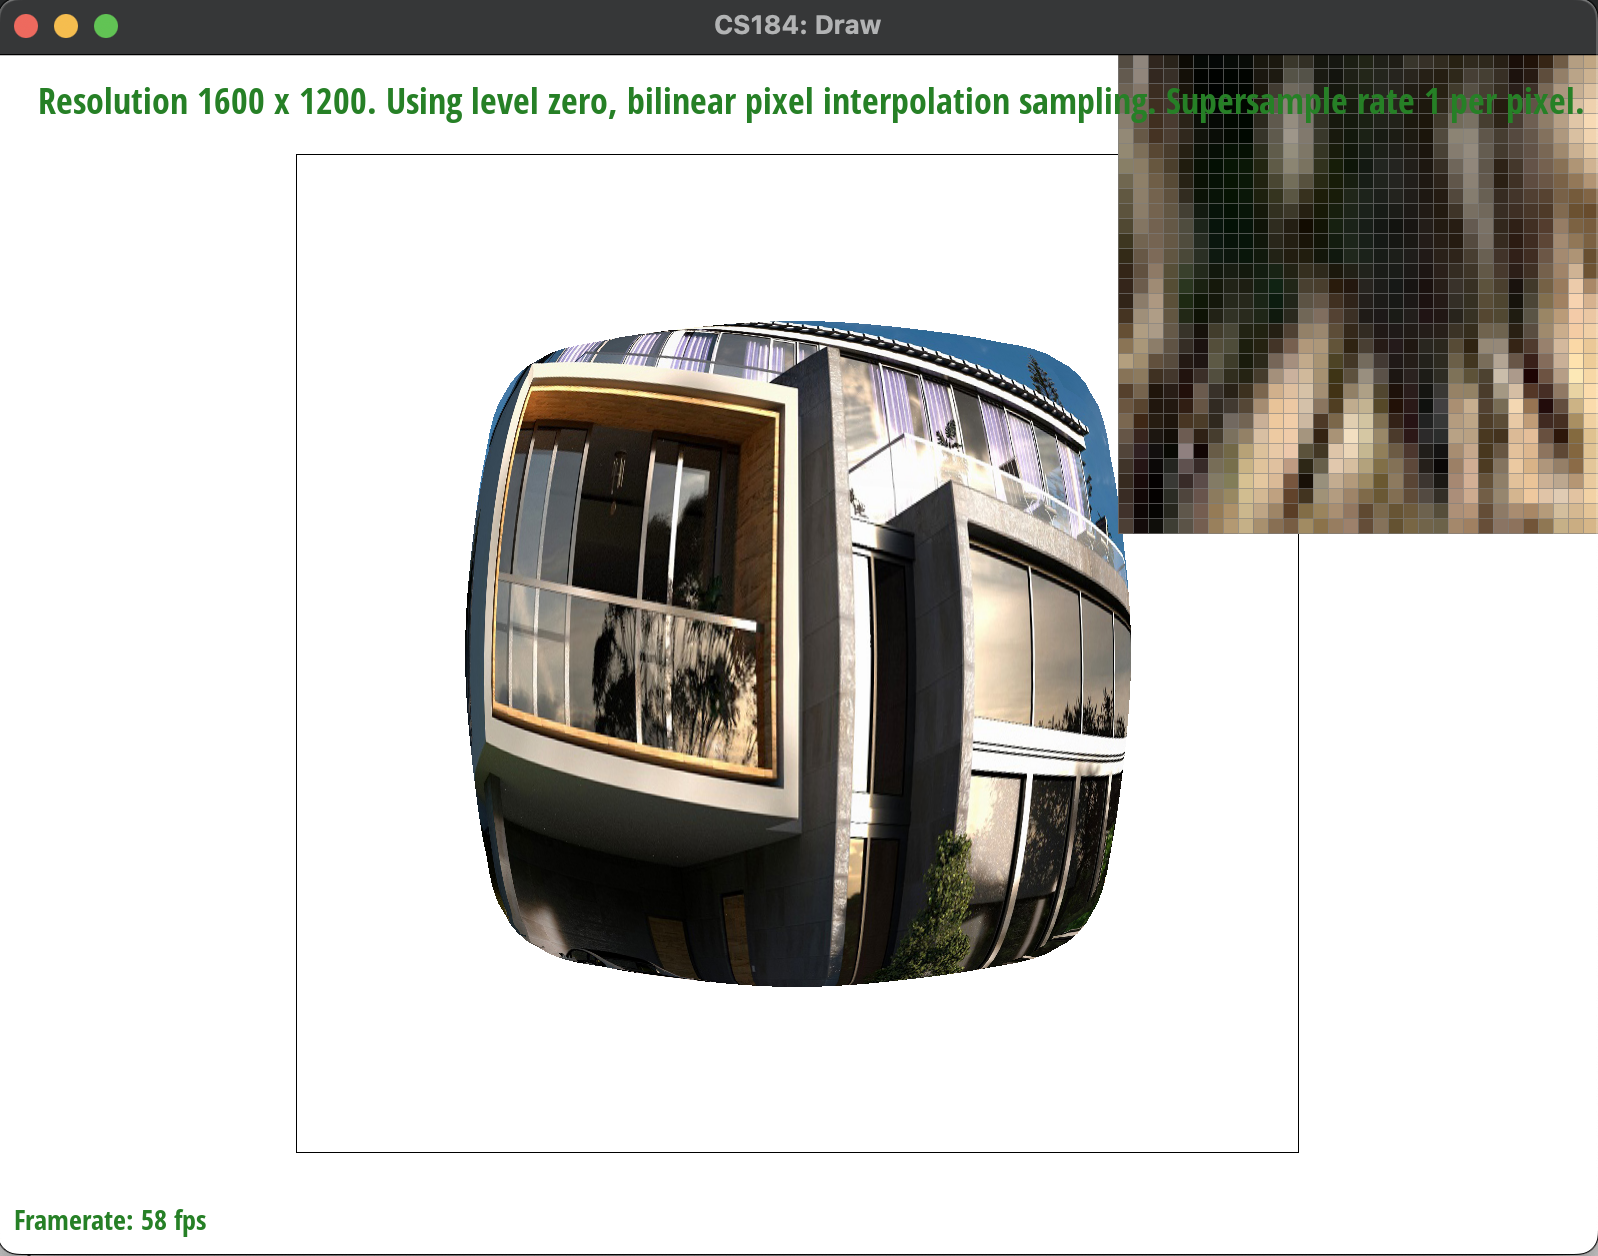 CS184: Draw
Resolution 1600 x 1200. Using level zero, bilinear pixel interpolation sampling. Supersample rate 1 per pixel.
Framerate: 58 fps